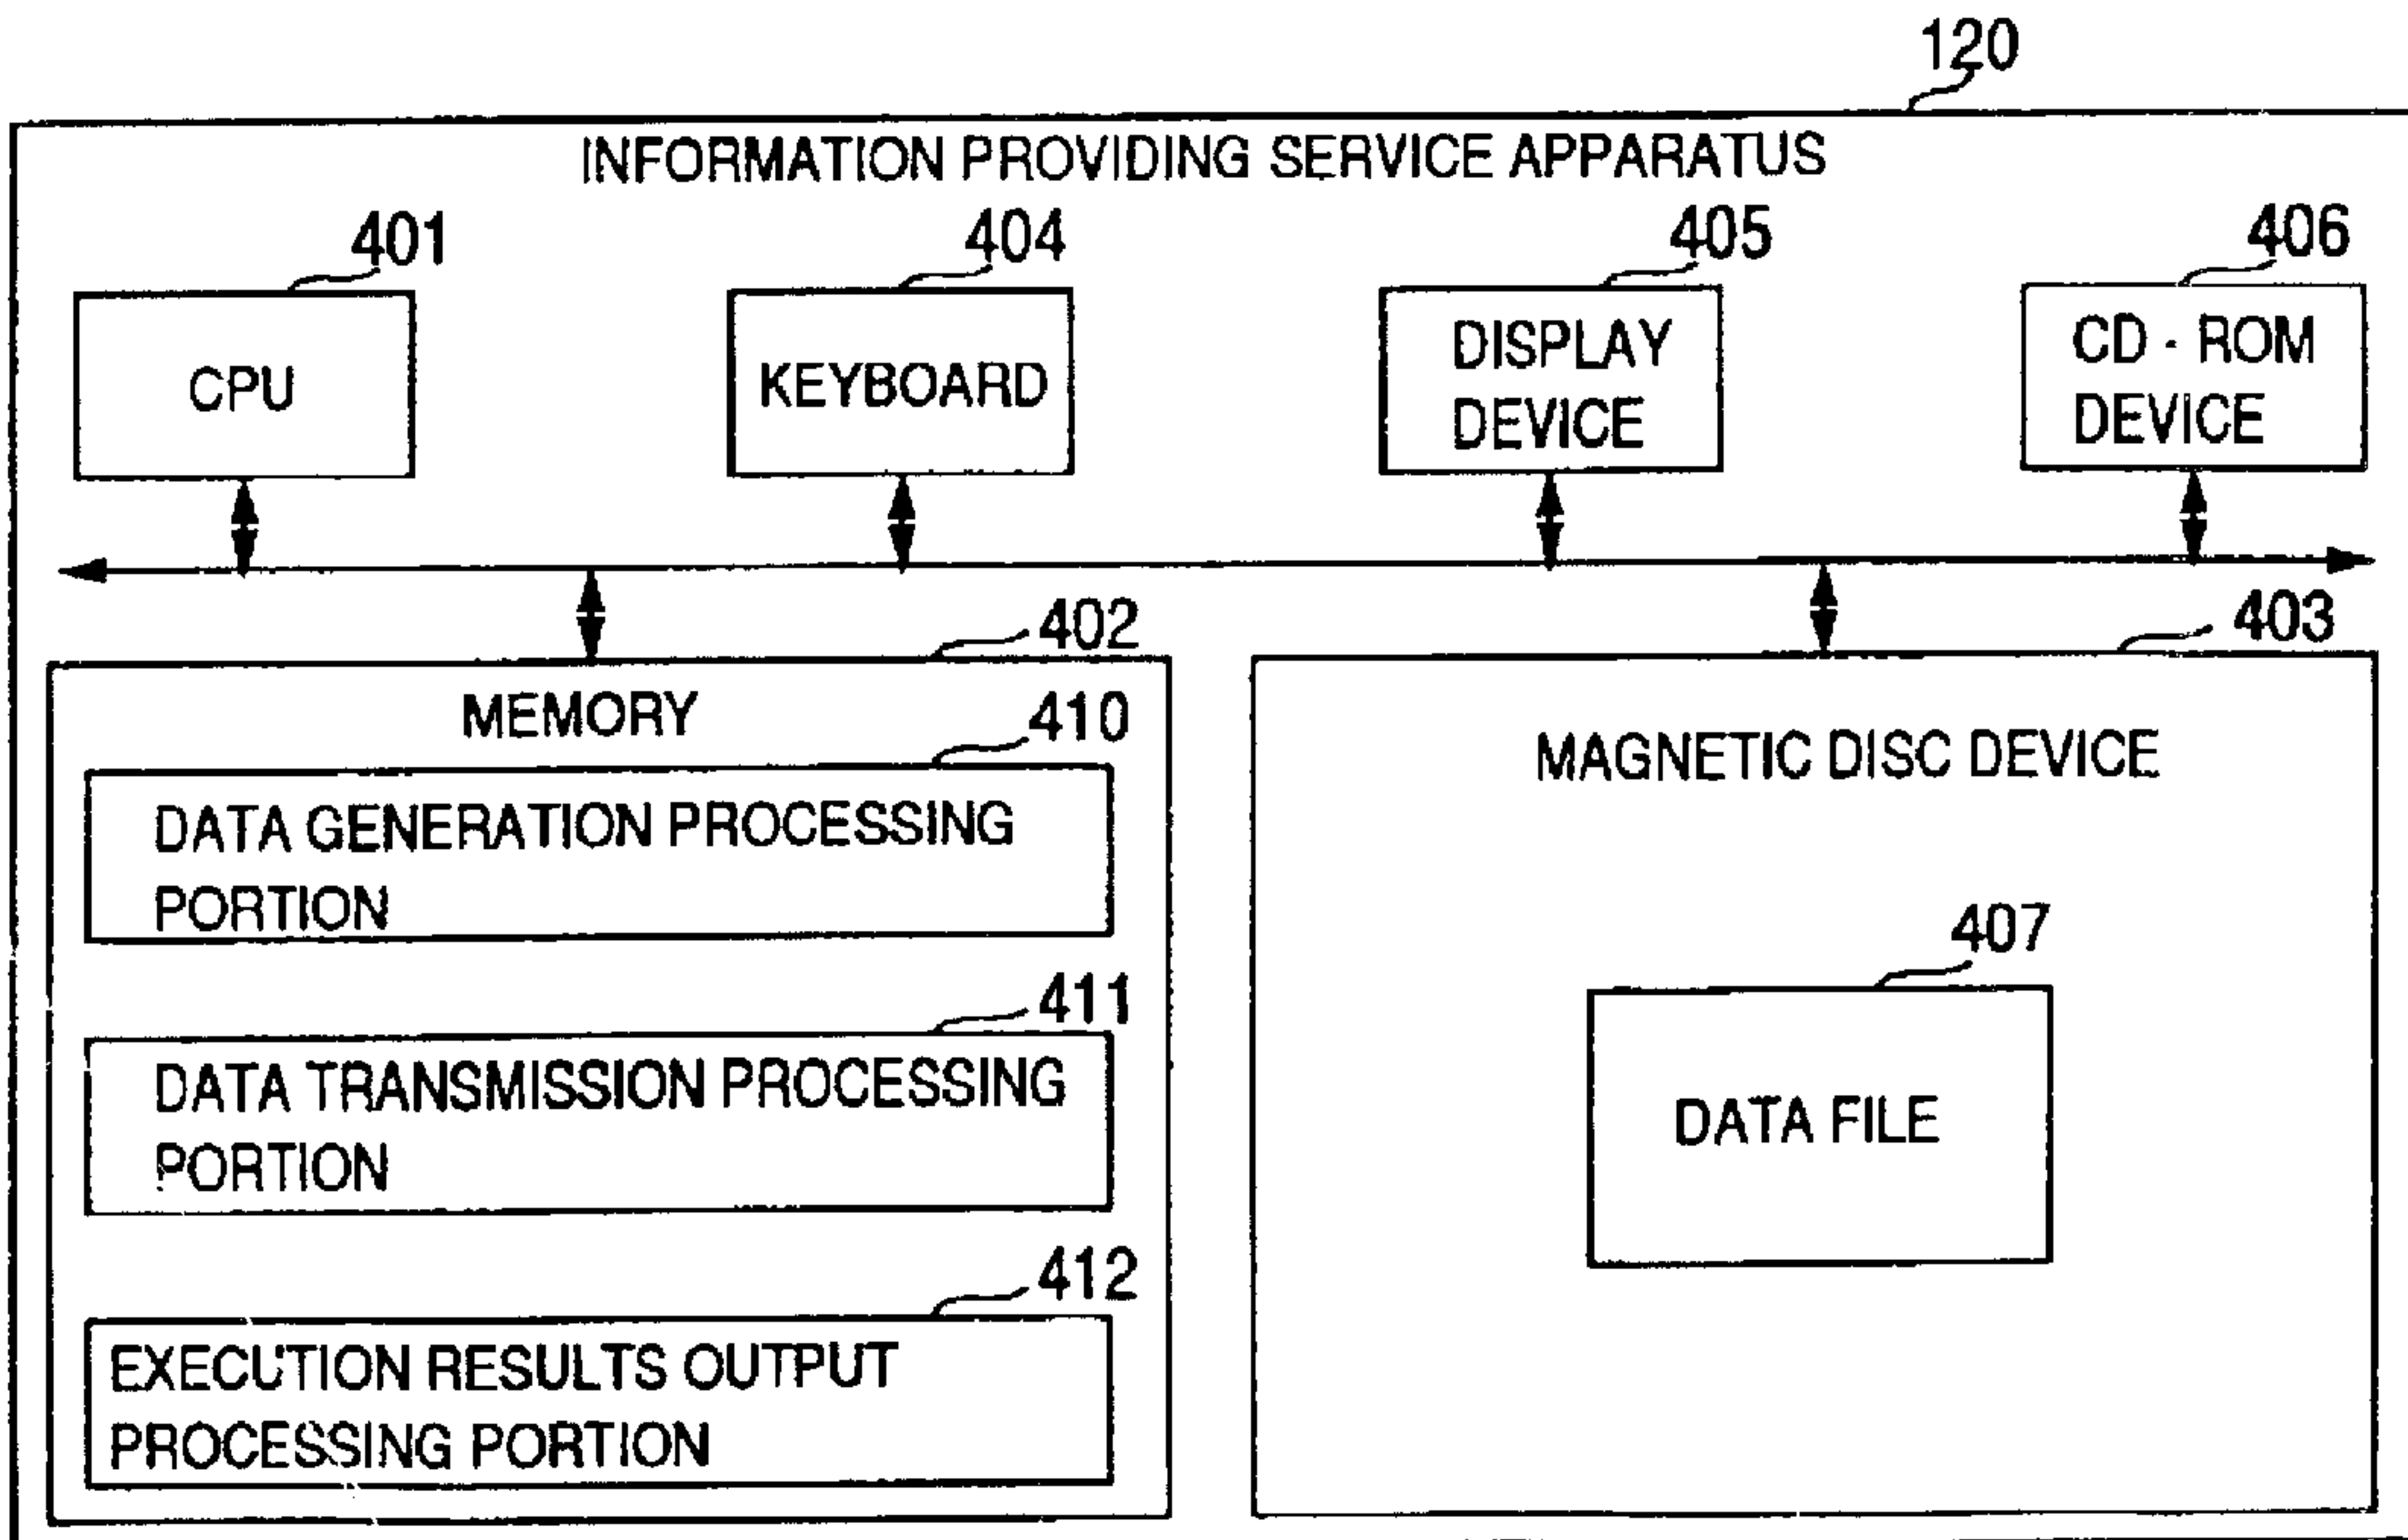 120
INFORMATION PROVIDING SERVICE APPARATUS
401
404
405
406
CPU
KEYBOARD
DISPLAY
DEVICE
CD - ROM
DEVICE
402
403
MEMORY
410
DATA GENERATION PROCESSING
PORTION
411
DATA TRANSMISSION PROCESSING
PORTION
412
EXECUTION RESULTS OUTPUT
PROCESSING PORTION
MAGNETIC DISC DEVICE
407
DATA FILE